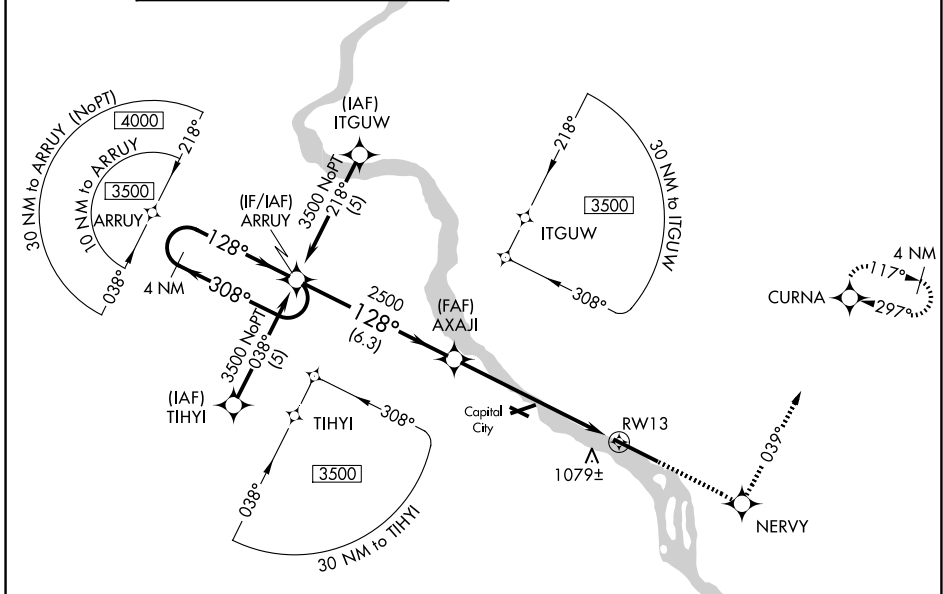 30 NM to ARRUY (NoPT)
4000
218°
10 NM to ARRUY
3500
ARRUY
038°
(IAF)
ITGUW
3500 NoPT
218°
(5)
(IF/IAF)
ARRUY
128°
4 NM
308°
3500 NoPT
038°
(5)
(IAF)
TIHYI
2500
128°
(6.3)
(FAF)
AXAJI
218°
30 NM to ITGUW
3500
ITGUW
308°
4 NM
117°
CURNA
297°
TIHYI
308°
3500
038°
30 NM to TIHYI
Capital
City
RW13
1079±
039°
NERVY